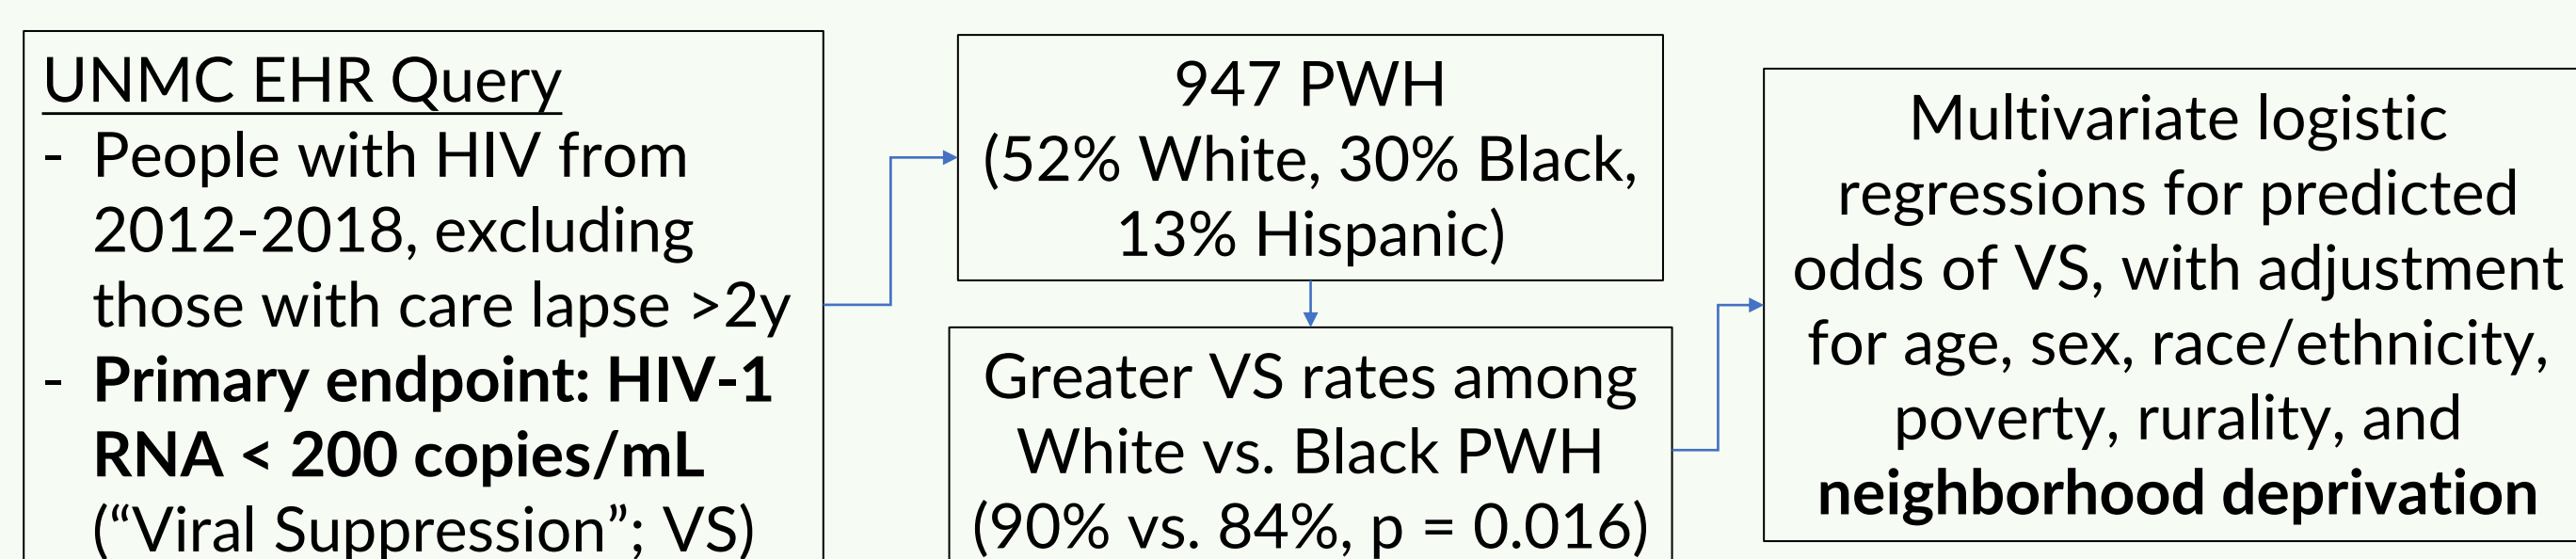 UNMC EHR Query
- People with HIV from
2012-2018, excluding
those with care lapse >2y
- Primary endpoint: HIV-1
RNA < 200 copies/mL
(“Viral Suppression”; VS)
947 PWH
(52% White, 30% Black,
13% Hispanic)
Greater VS rates among
White vs. Black PWH
(90% vs. 84%, p = 0.016)
Multivariate logistic
regressions for predicted
odds of VS, with adjustment
for age, sex, race/ethnicity,
poverty, rurality, and
neighborhood deprivation